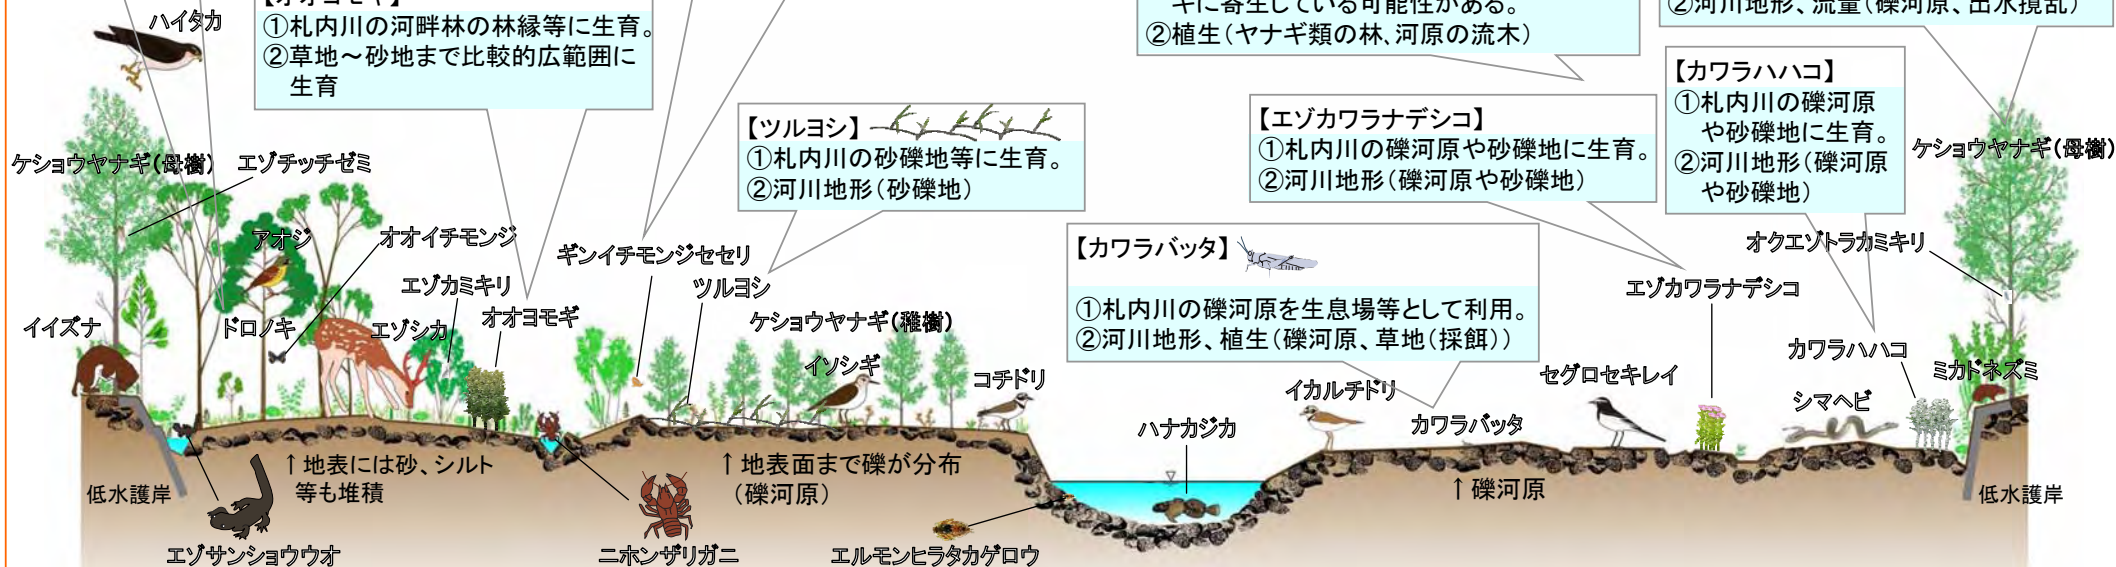 【オオヨモギ】
①札内川の河畔林の林縁等に生育。
②草地～砂地まで比較的広範囲に
生育
キに寄生している可能性がある。
②植生（ヤナギ類の林、河原の流木）
②河川地形、流量（礫河原、出水撹乱）
【カワラハハコ】
①札内川の礫河原
や砂礫地に生育。
②河川地形（礫河原
や砂礫地）
【ツルヨシ】
①札内川の砂礫地等に生育。
②河川地形（砂礫地）
【エゾカワラナデシコ】
①札内川の礫河原や砂礫地に生育。
②河川地形（礫河原や砂礫地）
【カワラバッタ】
①札内川の礫河原を生息場等として利用。
②河川地形、植生（礫河原、草地（採餌））
ハイタカ
ケショウヤナギ（母樹）
エゾチッチゼミ
アオジ
オオイチモンジ
エゾカミキリ
オオヨモギ
イイズナ
ドロノキ
エゾシカ
ギンイチモンジセセリ
ツルヨシ
ケショウヤナギ（稚樹）
イソシギ
コチドリ
ハナカジカ
イカルチドリ
カワラバッタ
セグロセキレイ
エゾカワラナデシコ
オクエゾトラカミキリ
ケショウヤナギ（母樹）
カワラハハコ
シマヘビ
ミカドネズミ
低水護岸
↑地表には砂、シルト
等も堆積
↑地表面まで礫が分布
（礫河原）
↑礫河原
低水護岸
エゾサンショウウオ
ニホンザリガニ
エルモンヒラタカゲロウ